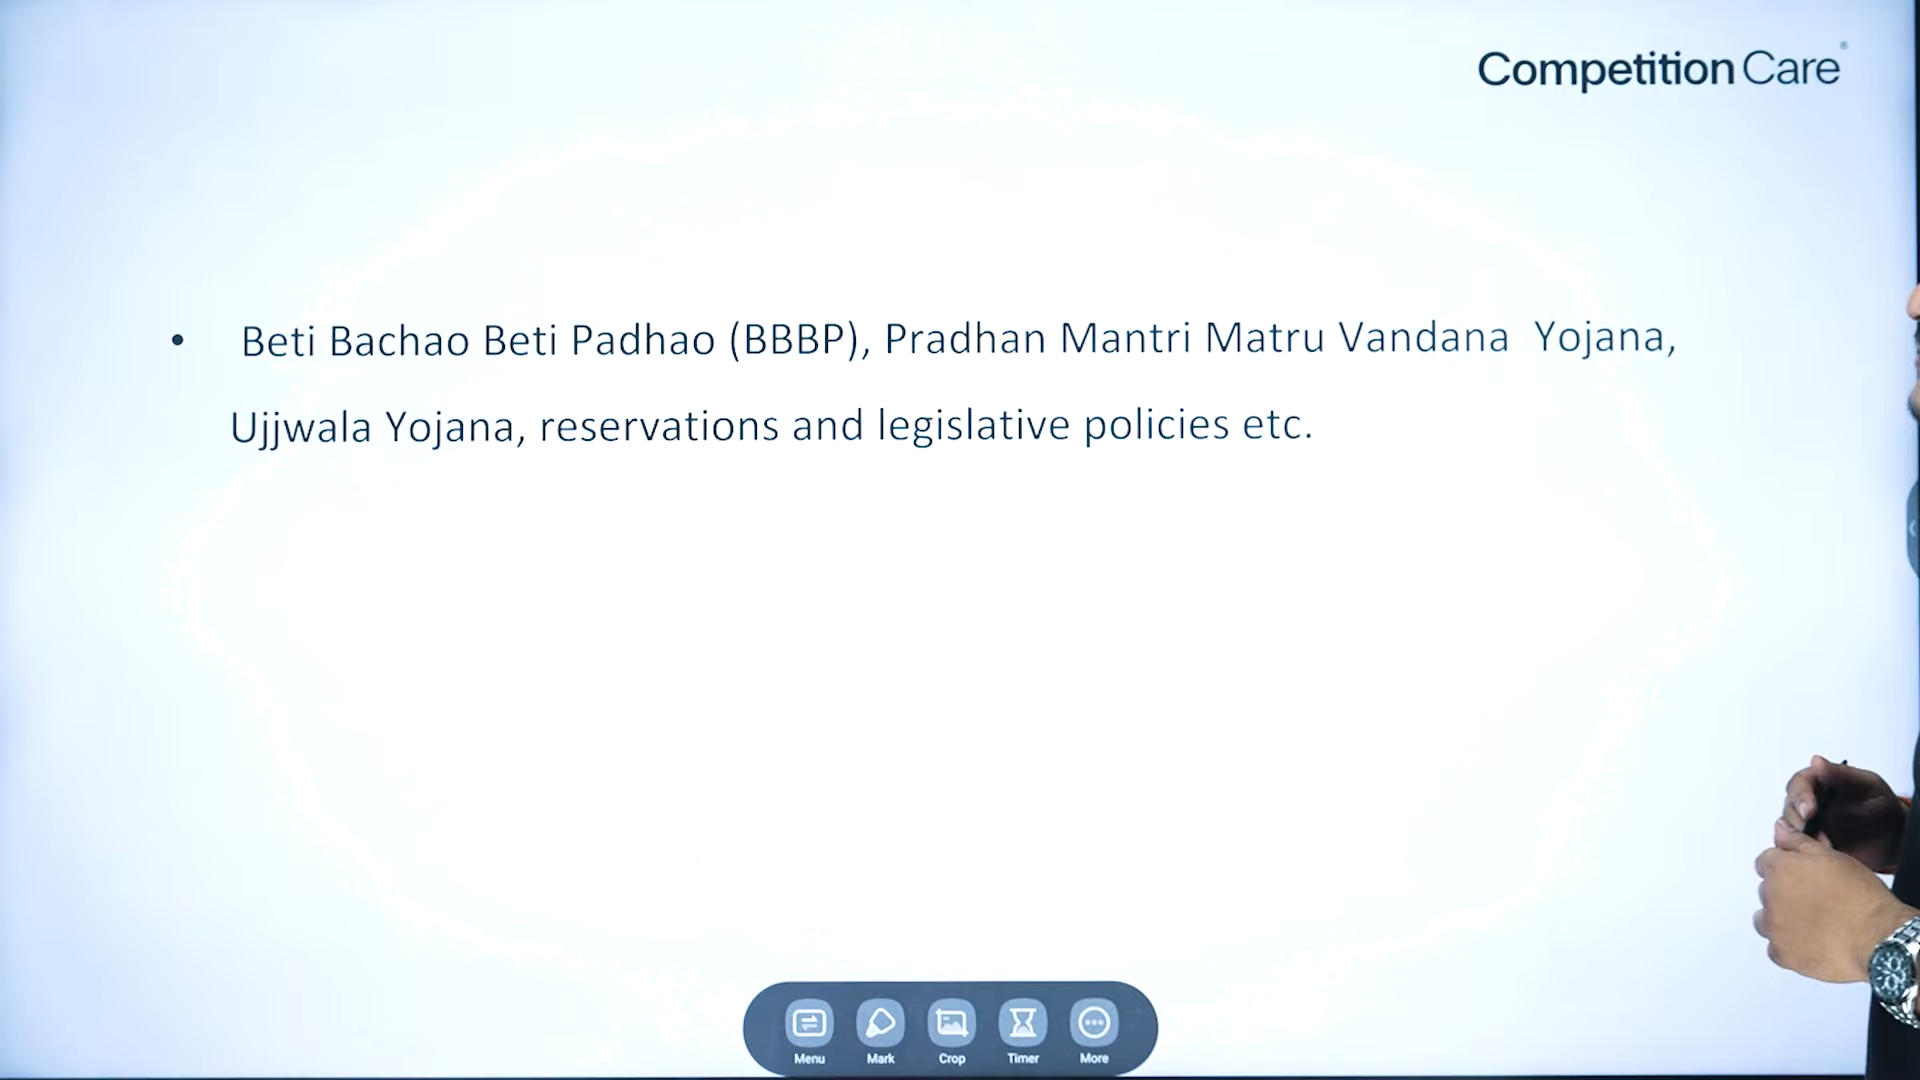 Competition Care
• Beti Bachao Beti Padhao (BBBP), Pradhan Mantri Matru Vandana Yojana,
Ujjwala Yojana, reservations and legislative policies etc.
Menu Mark Crop Timer More